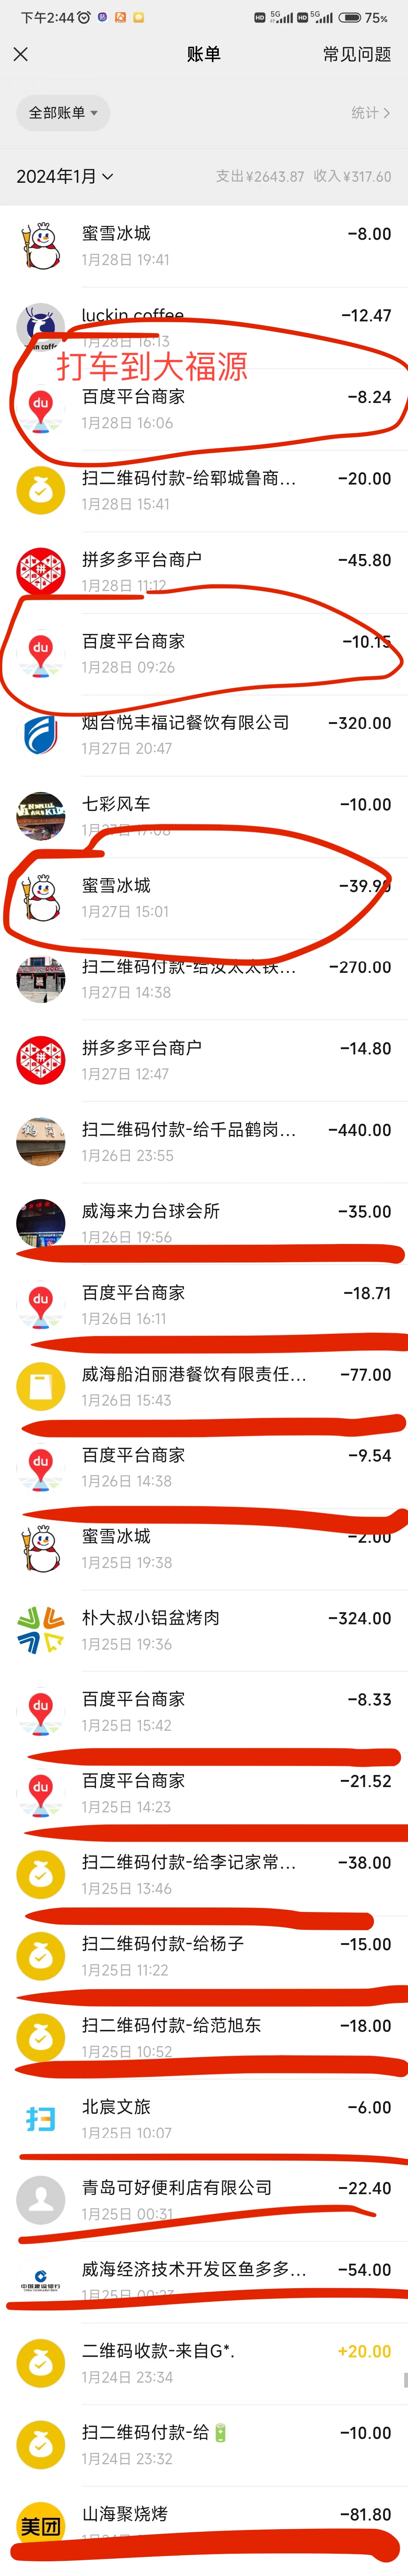 下午2:44
HD 5G HD 5G 75%
账单
常见问题
全部账单
统计
2024年1月
支出¥2643.87 收入¥317.60
蜜雪冰城
-8.00
1月28日 19:41
luckin coffee
-12.47
1月28日 16:13
打车到大福源
百度平台商家
-8.24
1月28日 16:06
扫二维码付款-给郓城鲁商...
-20.00
1月28日 15:41
拼多多平台商户
-45.80
1月28日 11:12
百度平台商家
-10.15
1月28日 09:26
烟台悦丰福记餐饮有限公司
-320.00
1月27日 20:47
七彩风车
-10.00
1月27日 17:08
蜜雪冰城
-39.90
1月27日 15:01
扫二维码付款-给汝太太铁...
-270.00
1月27日 14:38
拼多多平台商户
-14.80
1月27日 12:47
扫二维码付款-给千品鹤岗...
-440.00
1月26日 23:55
威海来力台球会所
-35.00
1月26日 19:56
百度平台商家
-18.71
1月26日 16:11
威海船泊丽港餐饮有限责任...
-77.00
1月26日 15:43
百度平台商家
-9.54
1月26日 14:38
蜜雪冰城
-2.00
1月25日 19:38
朴大叔小铝盆烤肉
-324.00
1月25日 19:36
百度平台商家
-8.33
1月25日 15:42
百度平台商家
-21.52
1月25日 14:23
扫二维码付款-给李记家常...
-38.00
1月25日 13:46
扫二维码付款-给杨子
-15.00
1月25日 11:22
扫二维码付款-给范旭东
-18.00
1月25日 10:52
扫
北宸文旅
-6.00
1月25日 10:07
青岛可好便利店有限公司
-22.40
1月25日 00:31
中国建设银行
威海经济技术开发区鱼多多...
-54.00
1月25日 00:23
二维码收款-来自G*.
+20.00
1月24日 23:34
扫二维码付款-给🔋
-10.00
1月24日 23:32
美团
山海聚烧烤
-81.80